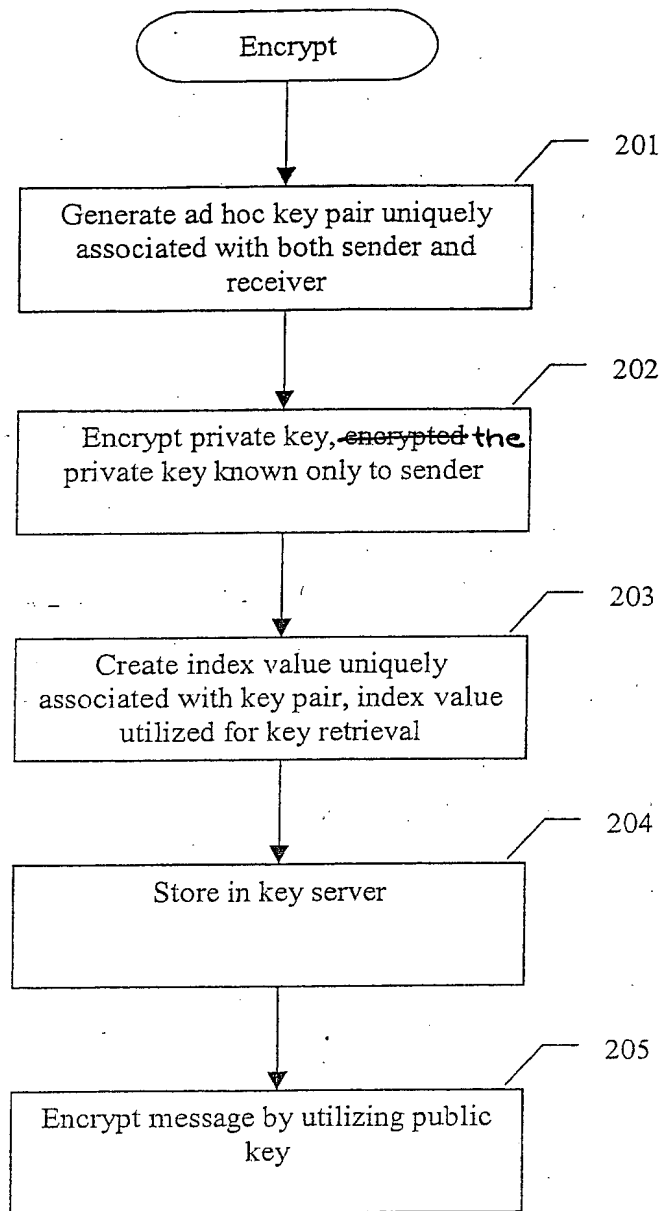 Encrypt
201
Generate ad hoc key pair uniquely
associated with both sender and
receiver
202
Encrypt private key, encrypted the
private key known only to sender
203
Create index value uniquely
associated with key pair, index value
utilized for key retrieval
204
Store in key server
205
Encrypt message by utilizing public
key